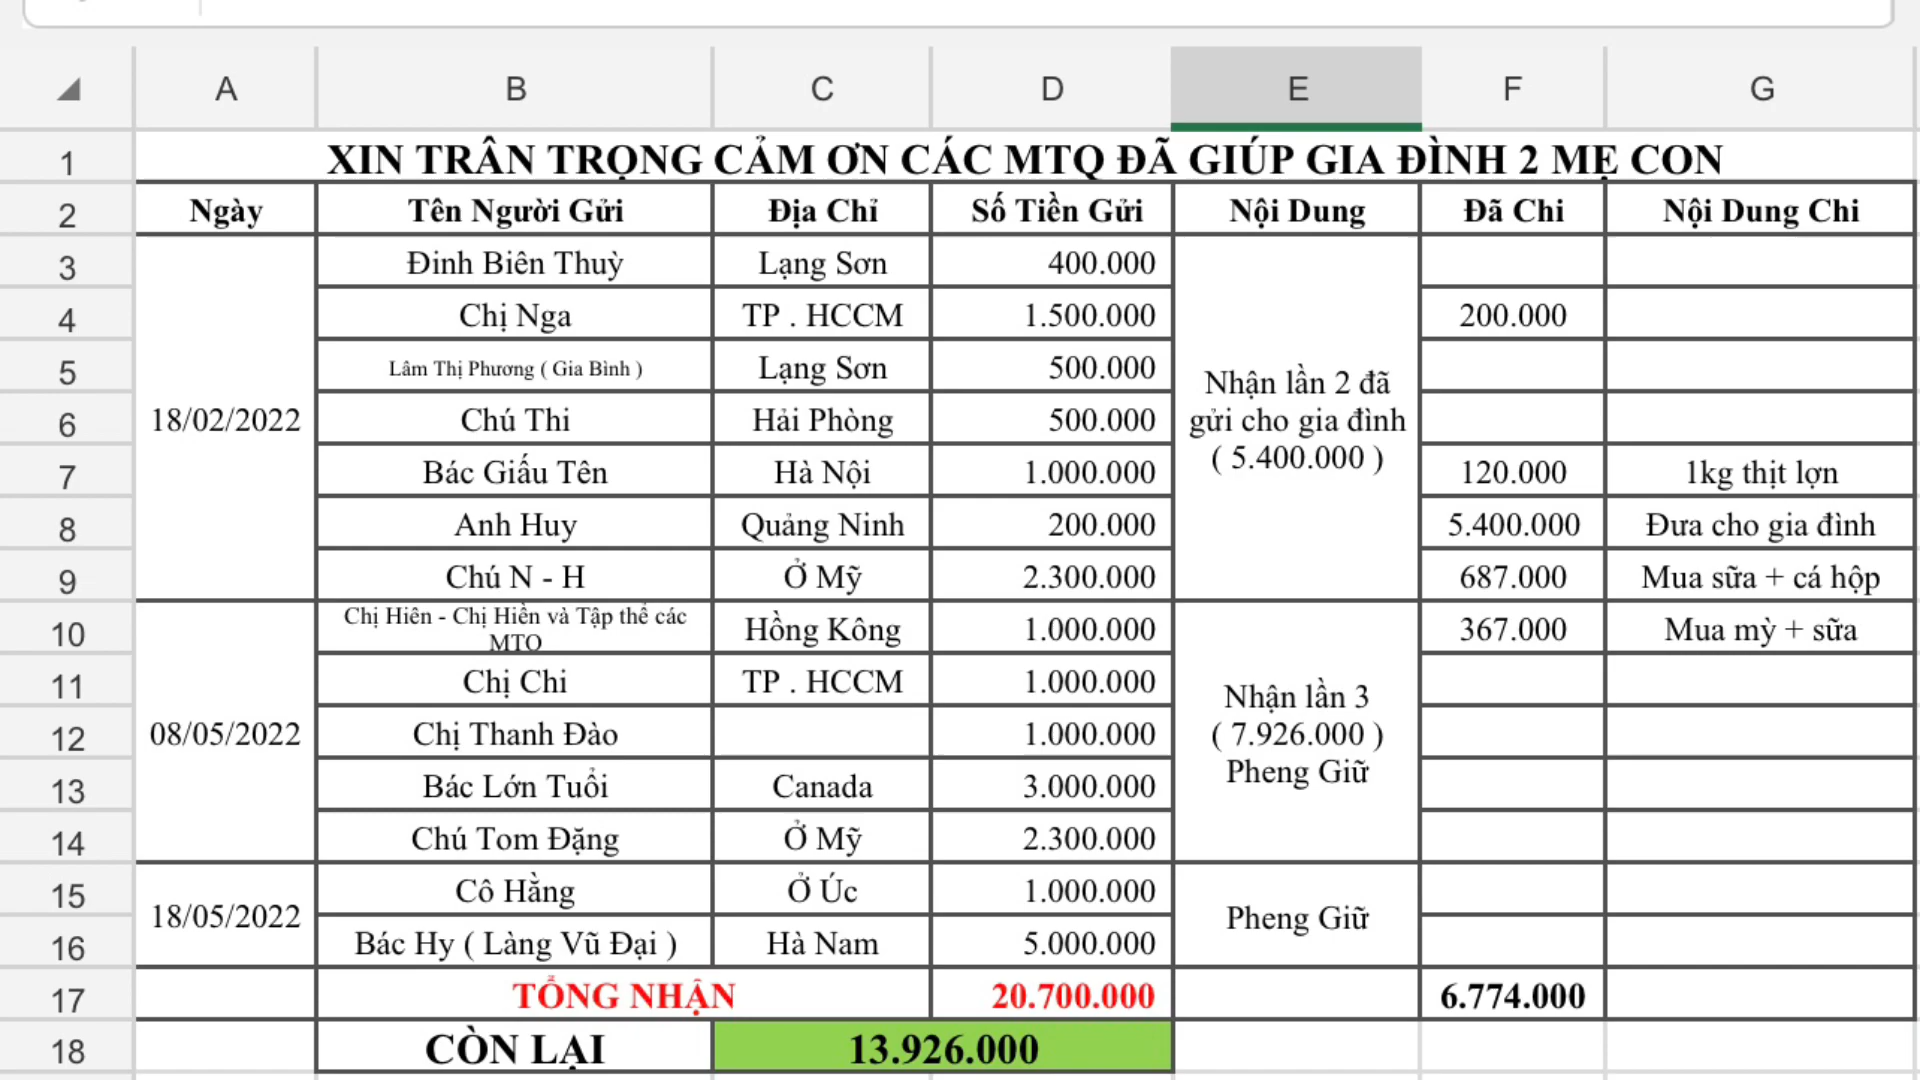 A B C D E F G
1 XIN TRÂN TRỌNG CẢM ƠN CÁC MTQ ĐÃ GIÚP GIA ĐÌNH 2 MẸ CON
2 Ngày Tên Người Gửi Địa Chỉ Số Tiền Gửi Nội Dung Đã Chi Nội Dung Chi
3 Đinh Biên Thuỳ Lạng Sơn 400.000
4 Chị Nga TP . HCCM 1.500.000 200.000
5 Lâm Thị Phương ( Gia Bình ) Lạng Sơn 500.000
Nhận lần 2 đã
6 18/02/2022 Chú Thi Hải Phòng 500.000 gửi cho gia đình
( 5.400.000 )
7 Bác Giấu Tên Hà Nội 1.000.000 120.000 1kg thịt lợn
8 Anh Huy Quảng Ninh 200.000 5.400.000 Đưa cho gia đình
9 Chú N - H Ở Mỹ 2.300.000 687.000 Mua sữa + cá hộp
Chị Hiên - Chị Hiền và Tập thể các
10 MTQ Hồng Kông 1.000.000 367.000 Mua mỳ + sữa
11 Chị Chi TP . HCCM 1.000.000 Nhận lần 3
12 08/05/2022 Chị Thanh Đào 1.000.000 ( 7.926.000 )
13 Bác Lớn Tuổi Canada 3.000.000 Pheng Giữ
14 Chú Tom Đặng Ở Mỹ 2.300.000
15 Cô Hằng Ở Úc 1.000.000
18/05/2022 Pheng Giữ
16 Bác Hy ( Làng Vũ Đại ) Hà Nam 5.000.000
17 TỔNG NHẬN 20.700.000 6.774.000
18 CÒN LẠI 13.926.000